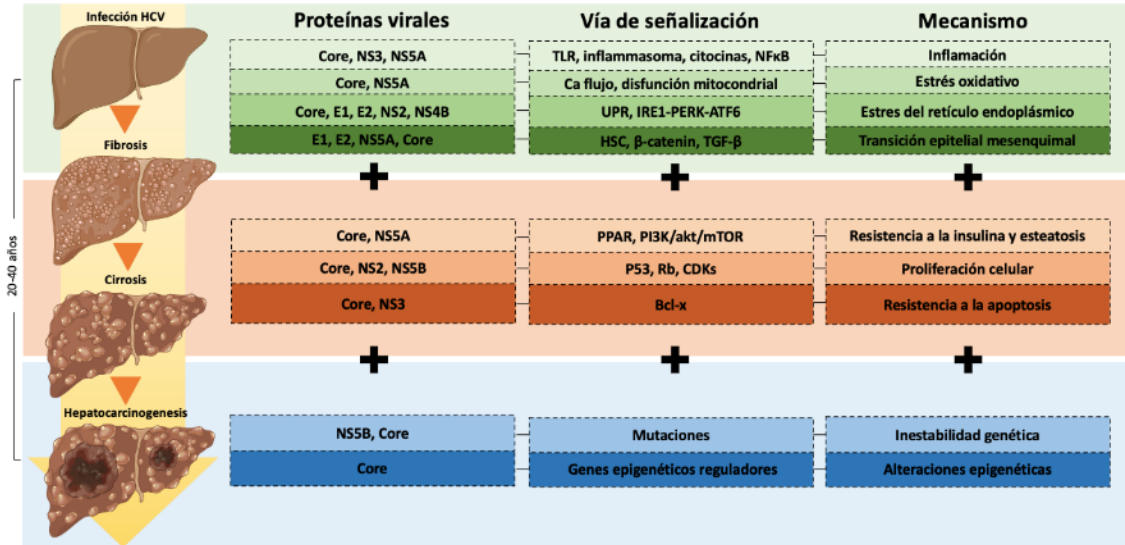 Infección HCV
Proteínas virales
Vía de señalización
Mecanismo
Core, NS3, NS5A
TLR, inflammasoma, citocinas, NFκB
Inflamación
Core, NS5A
Ca flujo, disfunción mitocondrial
Estrés oxidativo
Core, E1, E2, NS2, NS4B
UPR, IRE1-PERK-ATF6
Estres del retículo endoplásmico
E1, E2, NS5A, Core
HSC, β-catenin, TGF-β
Transición epitelial mesenquimal
Fibrosis
+ + +
20-40 años
Core, NS5A
PPAR, PI3K/akt/mTOR
Resistencia a la insulina y esteatosis
Cirrosis
Core, NS2, NS5B
P53, Rb, CDKs
Proliferación celular
Core, NS3
Bcl-x
Resistencia a la apoptosis
+ + +
Hepatocarcinogenesis
NS5B, Core
Mutaciones
Inestabilidad genética
Core
Genes epigenéticos reguladores
Alteraciones epigenéticas